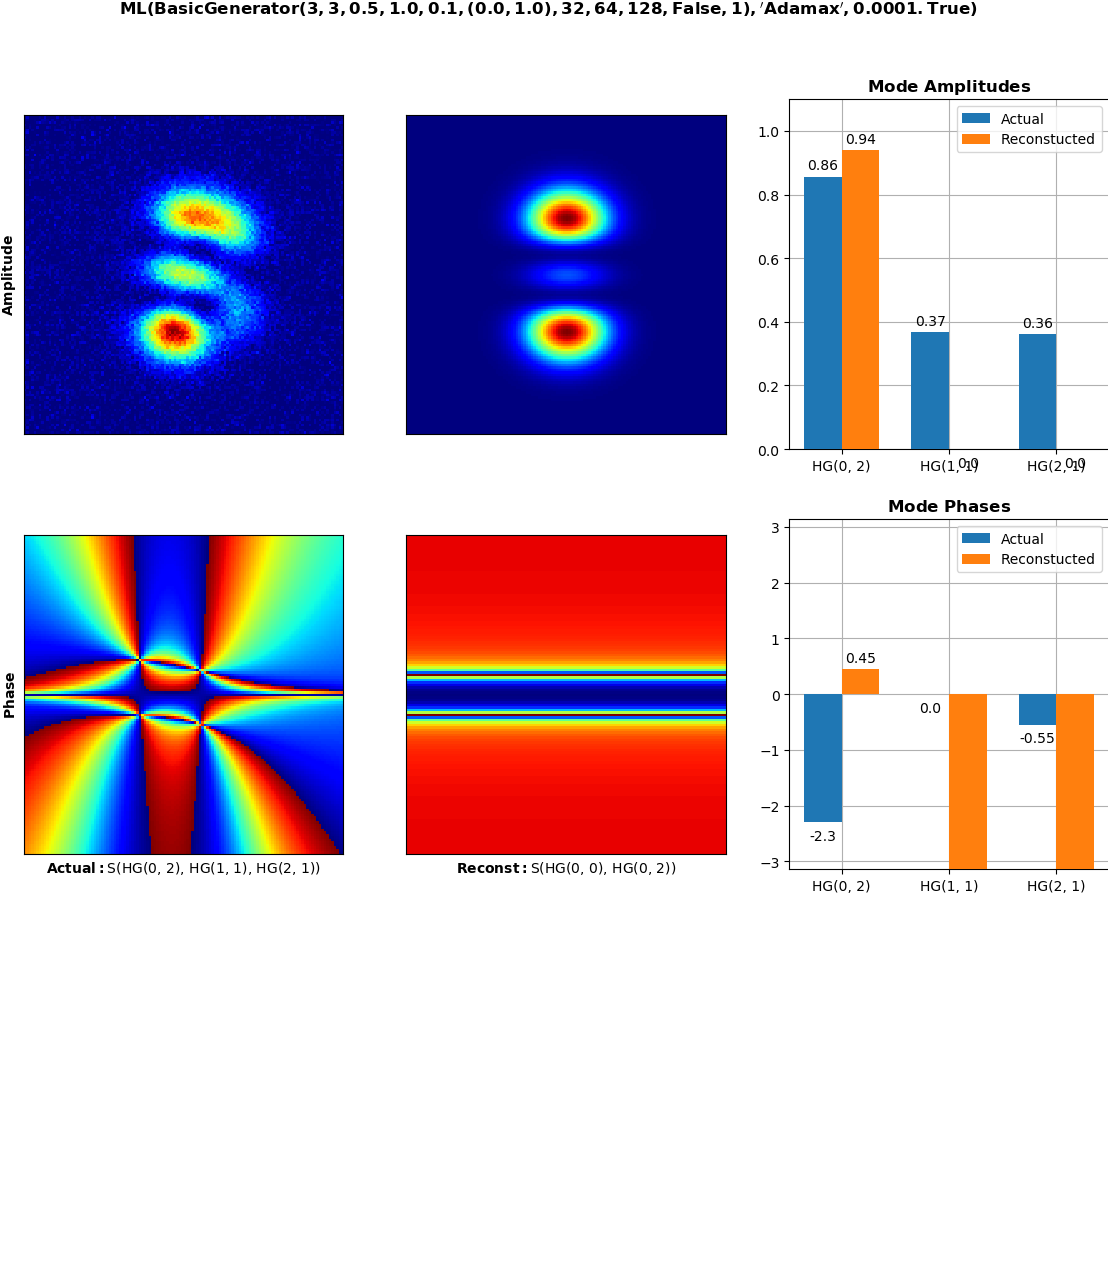 ML(BasicGenerator(3, 3, 0.5, 1.0, 0.1, (0.0, 1.0), 32, 64, 128, False, 1), ′Adamax′, 0.0001. True)
Amplitude
Mode Amplitudes
Actual
Reconstucted
1.0
0.8
0.6
0.4
0.2
0.0
0.86
0.94
0.37
0.36
0.0
0.0
HG(0, 2)
HG(1, 1)
HG(2, 1)
Phase
Actual: S(HG(0, 2), HG(1, 1), HG(2, 1))
Reconst: S(HG(0, 0), HG(0, 2))
Mode Phases
Actual
Reconstucted
3
2
1
0
−1
−2
−3
0.45
0.0
-0.55
-2.3
HG(0, 2)
HG(1, 1)
HG(2, 1)